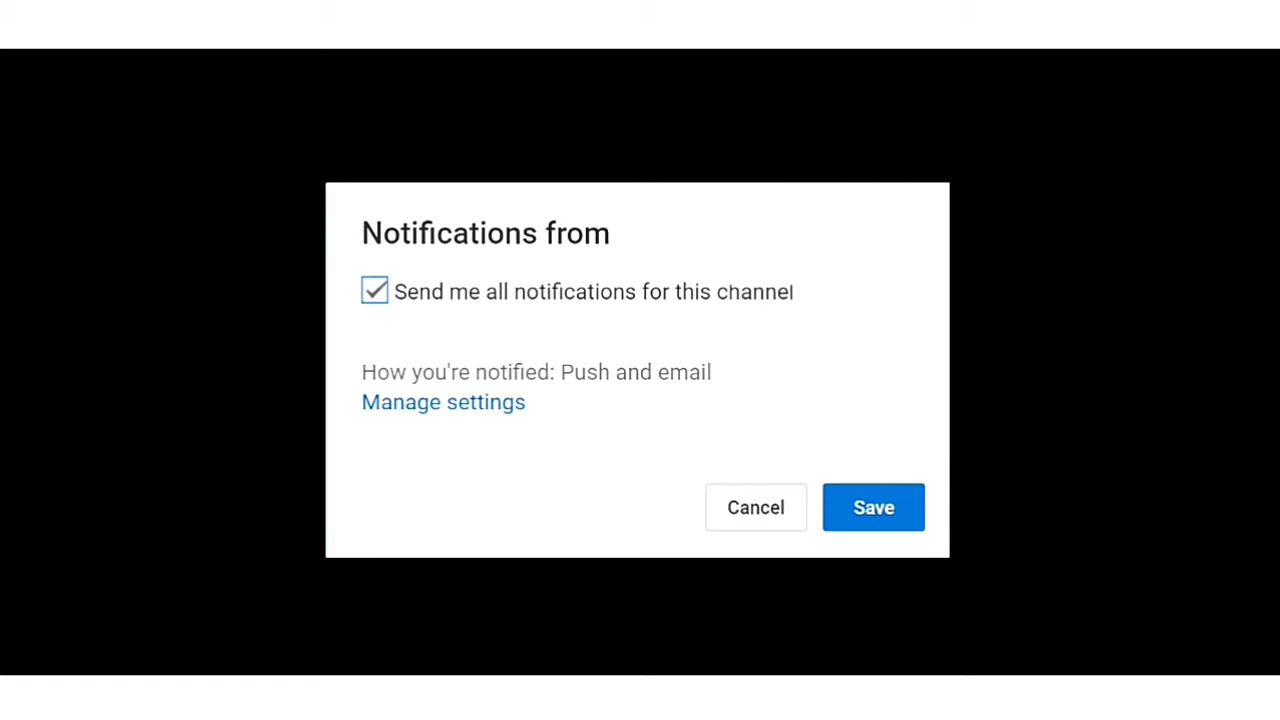 Notifications from
Send me all notifications for this channel
How you're notified: Push and email
Manage settings
Cancel
Save